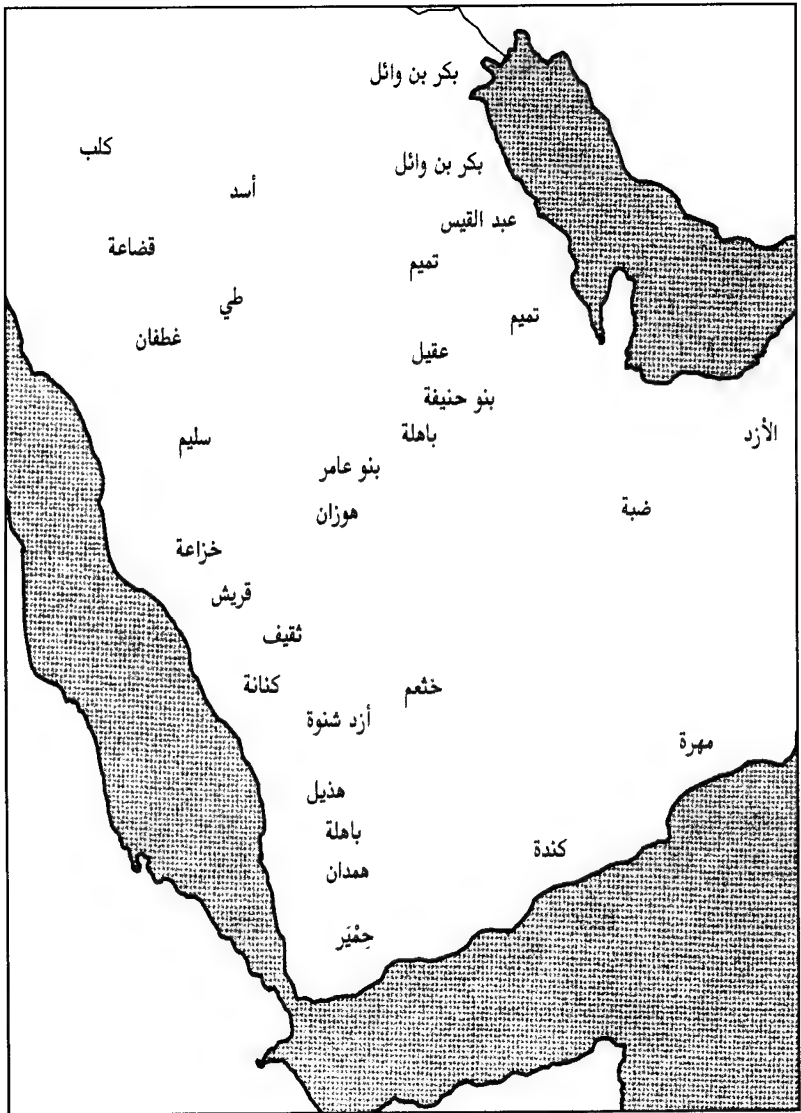 بكر بن وائل
كلب
بكر بن وائل
أسد
عبد القيس
قضاعة
تميم
طي
تميم
غطفان
عقيل
بنو حنيفة
باهلة
الأزد
سليم
بنو عامر
هوزان
ضبة
خزاعة
قريش
ثقيف
كنانة
خثعم
أزد شنوة
مهرة
هذيل
باهلة
كندة
همدان
حِمْيَر